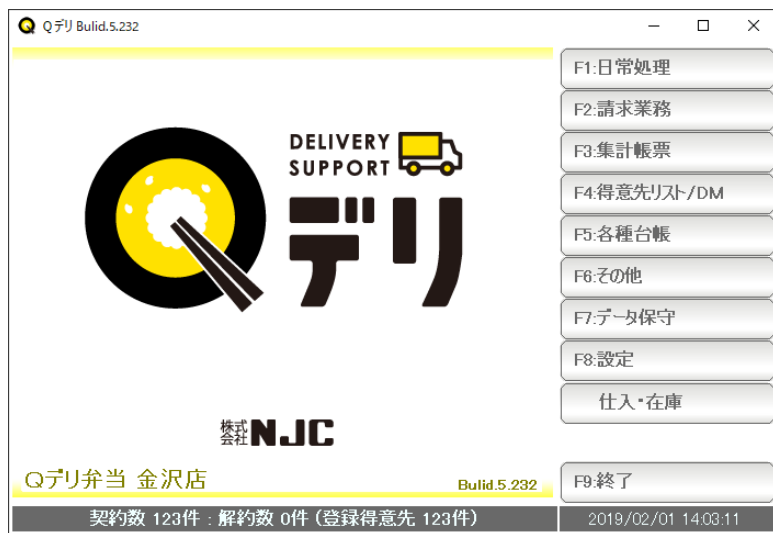 Qデリ Bulid.5.232
DELIVERY
SUPPORT
Qデリ
株式会社NJC
Qデリ弁当 金沢店
Bulid.5.232
F1:日常処理
F2:請求業務
F3:集計帳票
F4:得意先リスト/DM
F5:各種台帳
F6:その他
F7:データ保守
F8:設定
仕入・在庫
F9:終了
契約数 123件 : 解約数 0件 (登録得意先 123件)
2019/02/01 14:03:11